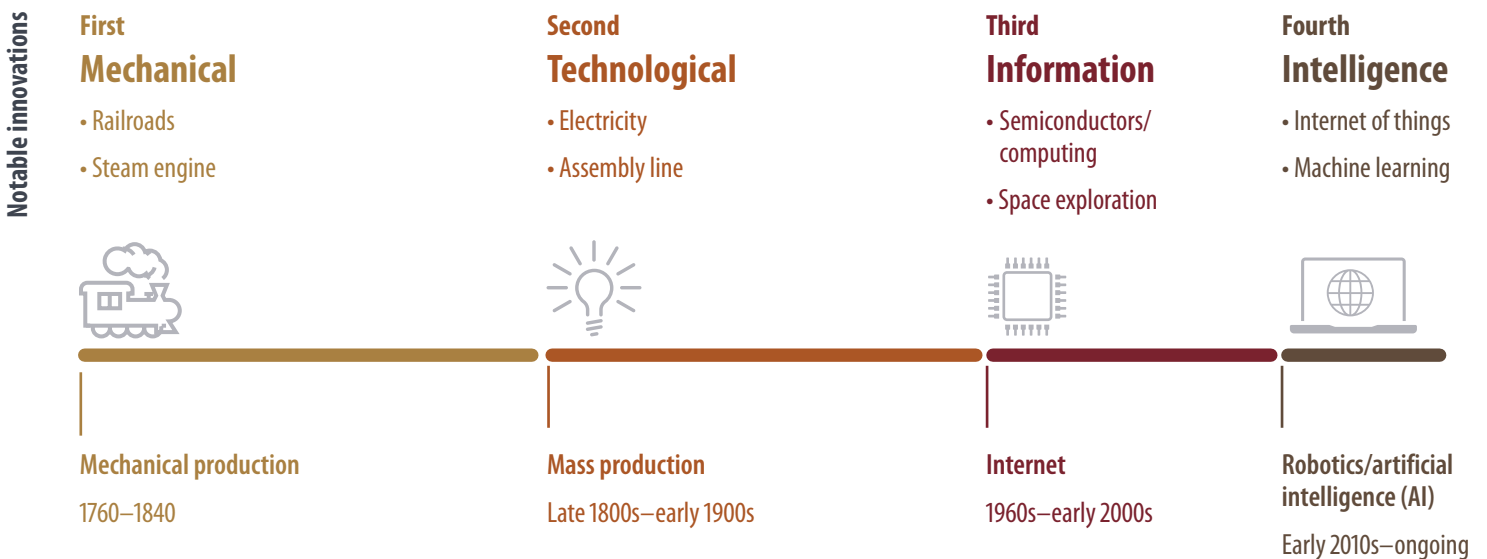 Notable innovations
First
Mechanical
• Railroads
• Steam engine
Second
Technological
• Electricity
• Assembly line
Third
Information
• Semiconductors/
computing
• Space exploration
Fourth
Intelligence
• Internet of things
• Machine learning
Mechanical production
1760–1840
Mass production
Late 1800s–early 1900s
Internet
1960s–early 2000s
Robotics/artificial
intelligence (AI)
Early 2010s–ongoing